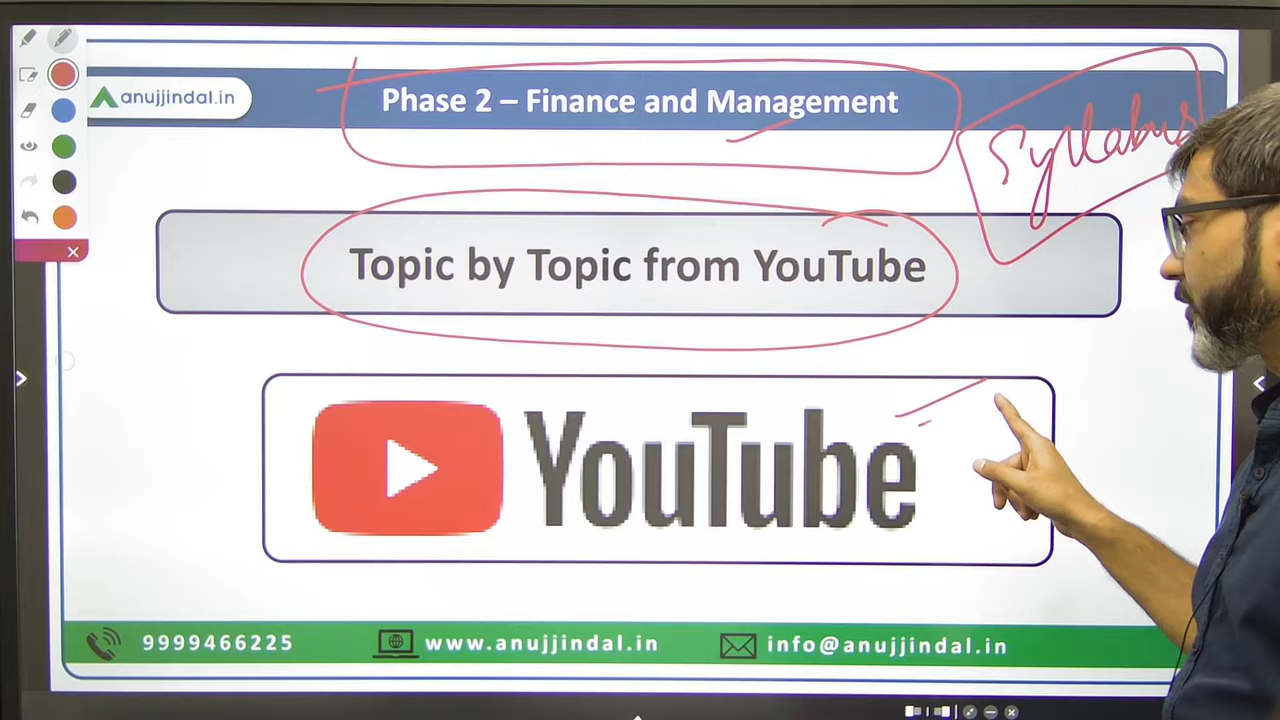 anujjindal.in
Phase 2 – Finance and Management
Syllabus
Topic by Topic from YouTube
YouTube
9999466225
www.anujjindal.in
info@anujjindal.in